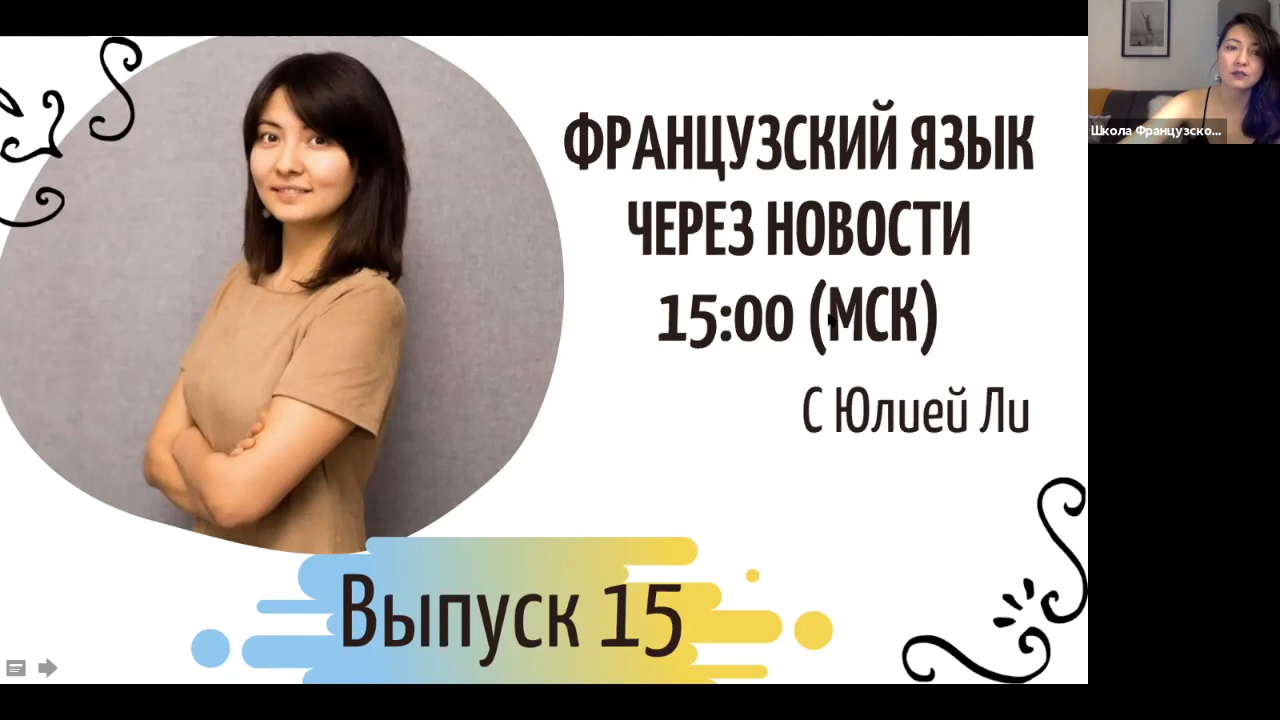 ФРАНЦУЗСКИЙ ЯЗЫК
ЧЕРЕЗ НОВОСТИ
15:00 (МСК)
С Юлией Ли
Выпуск 15
Школа Французско...